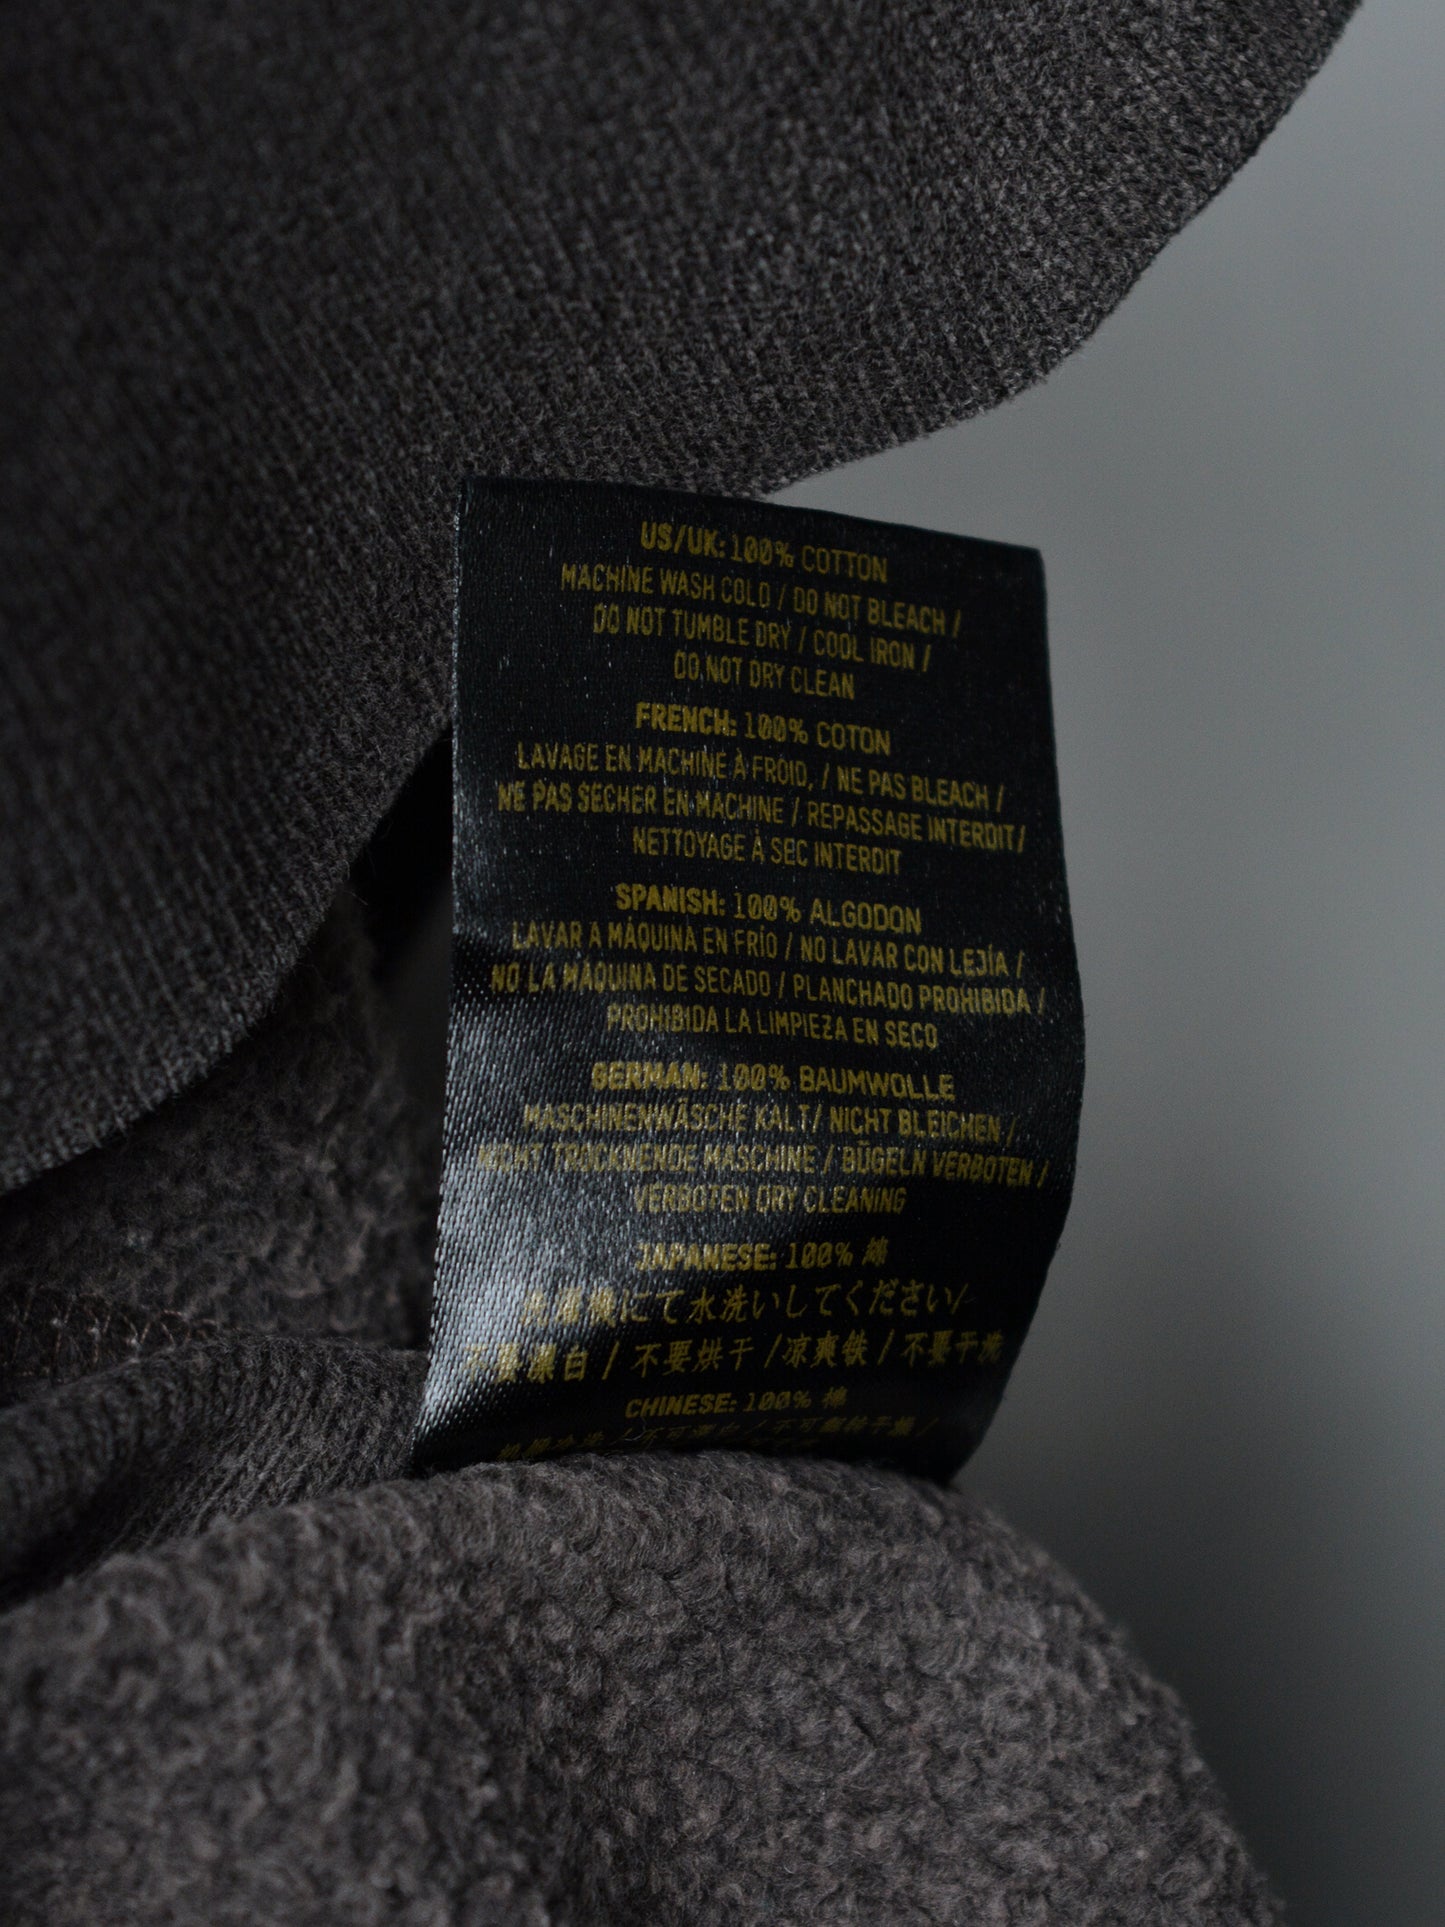 US/UK: 100% COTTON
MACHINE WASH COLD / DO NOT BLEACH /
DO NOT TUMBLE DRY / COOL IRON /
DO NOT DRY CLEAN
FRENCH: 100% COTON
LAVAGE EN MACHINE À FROID, / NE PAS BLEACH /
NE PAS SECHER EN MACHINE / REPASSAGE INTERDIT/
NETTOYAGE À SEC INTERDIT
SPANISH: 100% ALGODON
LAVAR A MÁQUINA EN FRÍO / NO LAVAR CON LEJÍA /
NO LA MÁQUINA DE SECADO / PLANCHADO PROHIBIDA /
PROHIBIDA LA LIMPIEZA EN SECO
GERMAN: 100% BAUMWOLLE
MASCHINENWÄSCHE KALT/ NICHT BLEICHEN /
NICHT TROCKNENDE MASCHINE / BÜGELN VERBOTEN /
VERBOTEN DRY CLEANING
JAPANESE: 100% 綿
洗濯機にて水洗いしてください/
不要漂白 / 不要烘干 /凉爽铁 / 不要干洗
CHINESE: 100% 棉